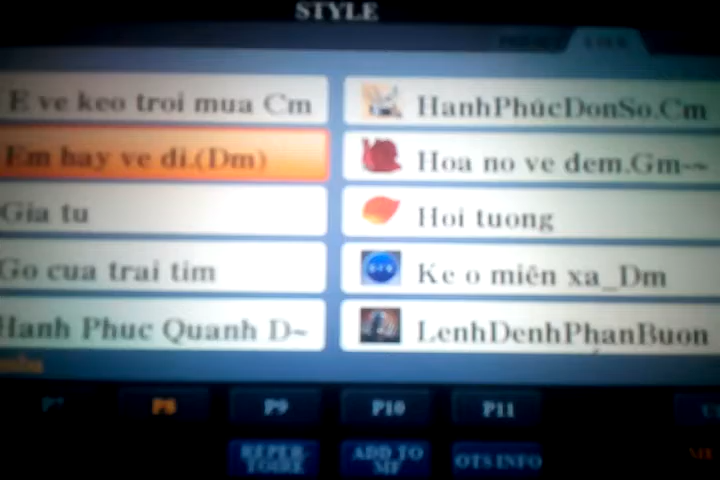 STYLE
E ve keo troi mua Cm
Em hay ve di.(Dm)
Gia tu
Go cua trai tim
Hanh Phuc Quanh D~
HanhPhücDonSo.Cm
Hoa no ve dem.Gm~~
Hoi tuong
Ke o miên xa_Dm
LenhDenhPhanBuon
P7
P8
P9
P10
P11
REPER-
TOIRE
ADD TO
MF
OTS INFO